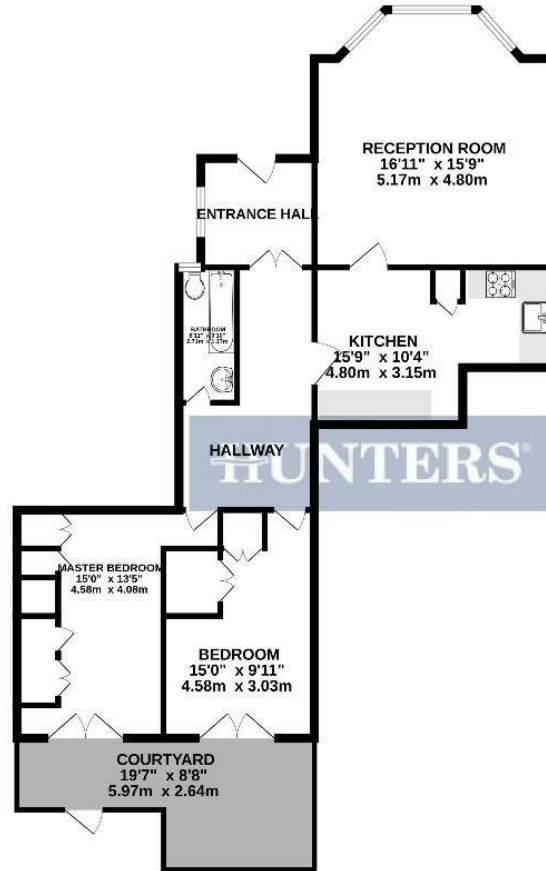 RECEPTION ROOM
16'11" x 15'9"
5.17m x 4.80m
ENTRANCE HALL
BATHROOM
KITCHEN
15'9" x 10'4"
4.80m x 3.15m
HALLWAY
HUNTERS
MASTER BEDROOM
15'0" x 13'5"
4.58m x 4.08m
BEDROOM
15'0" x 9'11"
4.58m x 3.03m
COURTYARD
19'7" x 8'8"
5.97m x 2.64m